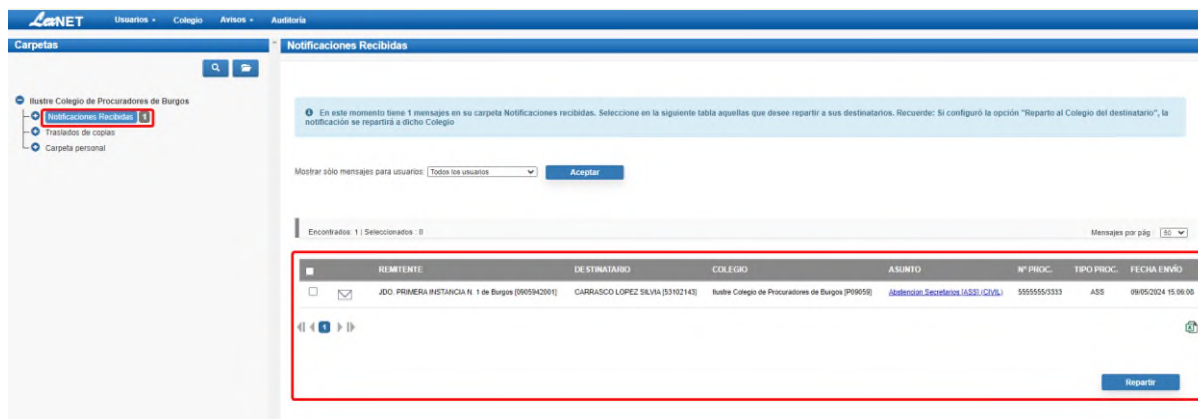 LexNET Usuarios Colegio Avisos Auditoría
Carpetas
Ilustre Colegio de Procuradores de Burgos
Notificaciones Recibidas 1
Traslados de copias
Carpeta personal
Notificaciones Recibidas
En este momento tiene 1 mensajes en su carpeta Notificaciones recibidas. Seleccione en la siguiente tabla aquellas que desee repartir a sus destinatarios. Recuerde: Si configuró la opción "Reparto al Colegio del destinatario", la
notificación se repartirá a dicho Colegio
Mostrar sólo mensajes para usuarios: Todos los usuarios Aceptar
Encontrados: 1 | Seleccionados : 0 Mensajes por pág : 50
REMITENTE DESTINATARIO COLEGIO ASUNTO Nº PROC. TIPO PROC. FECHA ENVÍO
JDO. PRIMERA INSTANCIA N. 1 de Burgos [0905942001] CARRASCO LOPEZ SILVIA [53102143] Ilustre Colegio de Procuradores de Burgos [P09059] Abstencion Secretarios [ASS] (CIVIL) 5555555/3333 ASS 09/05/2024 15:06:08
1
Repartir